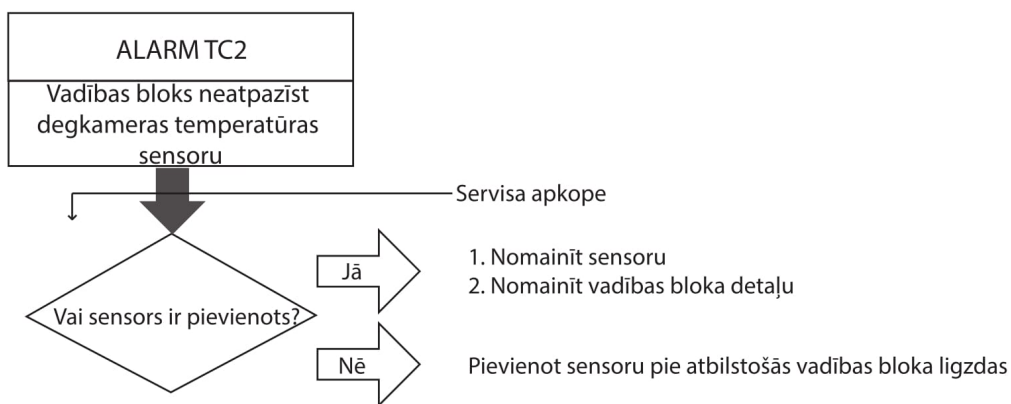 ALARM TC2
Vadības bloks neatpazīst
degkameras temperatūras
sensoru
Servisa apkope
Vai sensors ir pievienots?
Jā
1. Nomainīt sensoru
2. Nomainīt vadības bloka detaļu
Nē
Pievienot sensoru pie atbilstošās vadības bloka ligzdas